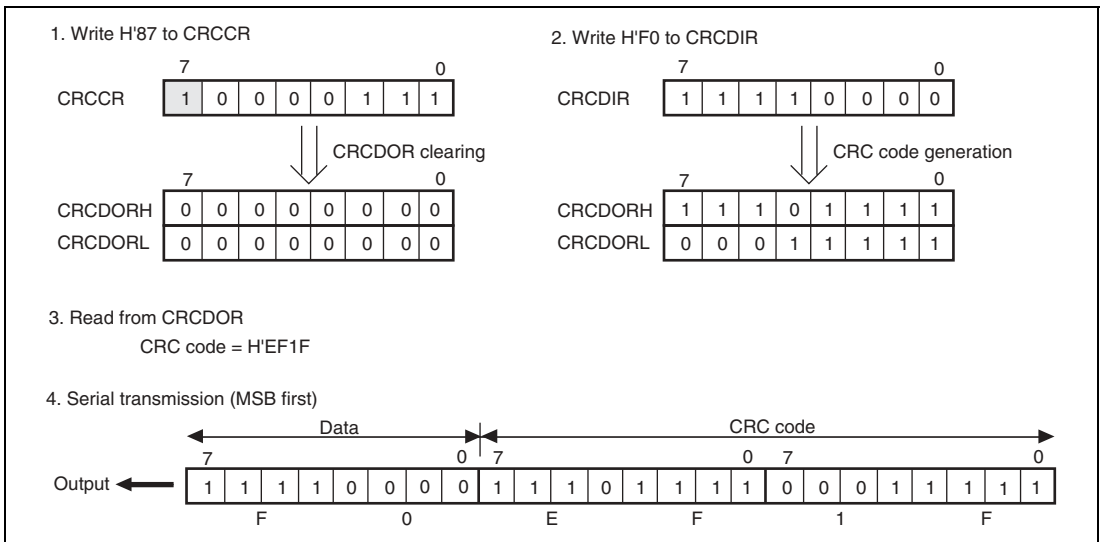 1. Write H'87 to CRCCR
7 0
CRCCR 1 0 0 0 0 1 1 1
CRCDOR clearing
7 0
CRCDORH 0 0 0 0 0 0 0 0
CRCDORL 0 0 0 0 0 0 0 0
2. Write H'F0 to CRCDIR
7 0
CRCDIR 1 1 1 1 0 0 0 0
CRC code generation
7 0
CRCDORH 1 1 1 0 1 1 1 1
CRCDORL 0 0 0 1 1 1 1 1
3. Read from CRCDOR
CRC code = H'EF1F
4. Serial transmission (MSB first)
Data CRC code
7 0 7 0 7 0
Output 1 1 1 1 0 0 0 0 1 1 1 0 1 1 1 1 0 0 0 1 1 1 1 1
F 0 E F 1 F